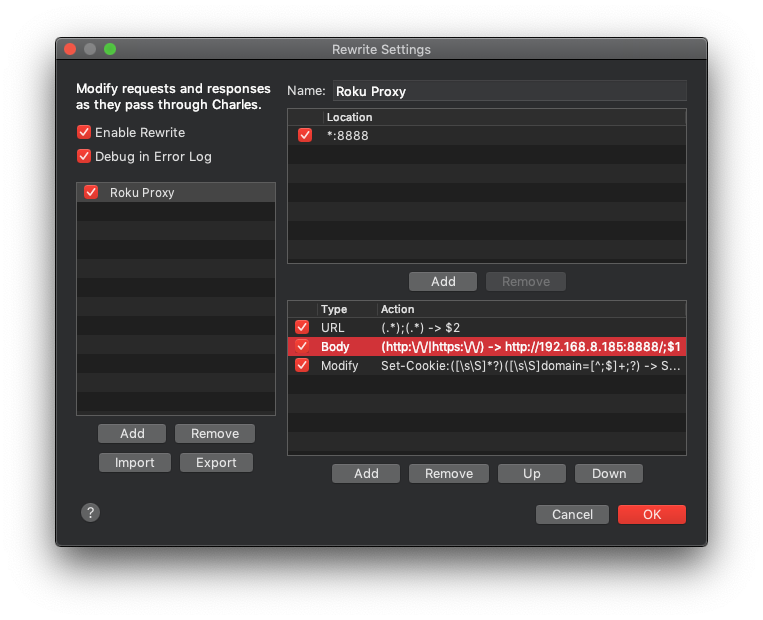 Rewrite Settings
Modify requests and responses
as they pass through Charles.
Enable Rewrite
Debug in Error Log
Roku Proxy
Add Remove
Import Export
Name: Roku Proxy
Location
*:8888
Add Remove
Type Action
URL (.*);(.*) -> $2
Body (http:\/\/|https:\/\/) -> http://192.168.8.185:8888/;$1
Modify Set-Cookie:([\s\S]*?)([\s\S]domain=[^;$]+;?) -> S...
Add Remove Up Down
?
Cancel OK